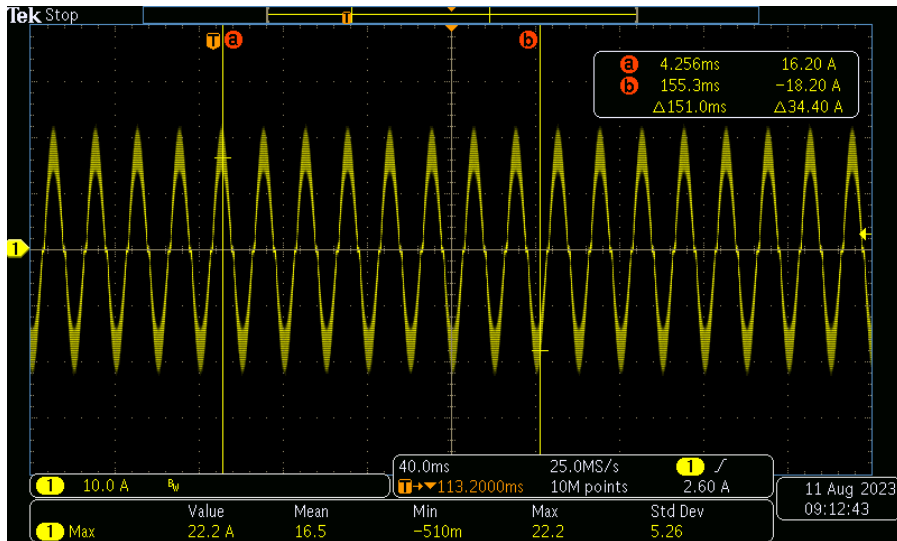 Tek Stop
T
T a b
a 4.256ms 16.20 A
b 155.3ms −18.20 A
△151.0ms △34.40 A
1
1 10.0 A BW
40.0ms 25.0MS/s 1
T→▼113.2000ms 10M points 2.60 A
11 Aug 2023
09:12:43
Value Mean Min Max Std Dev
1 Max 22.2 A 16.5 −510m 22.2 5.26